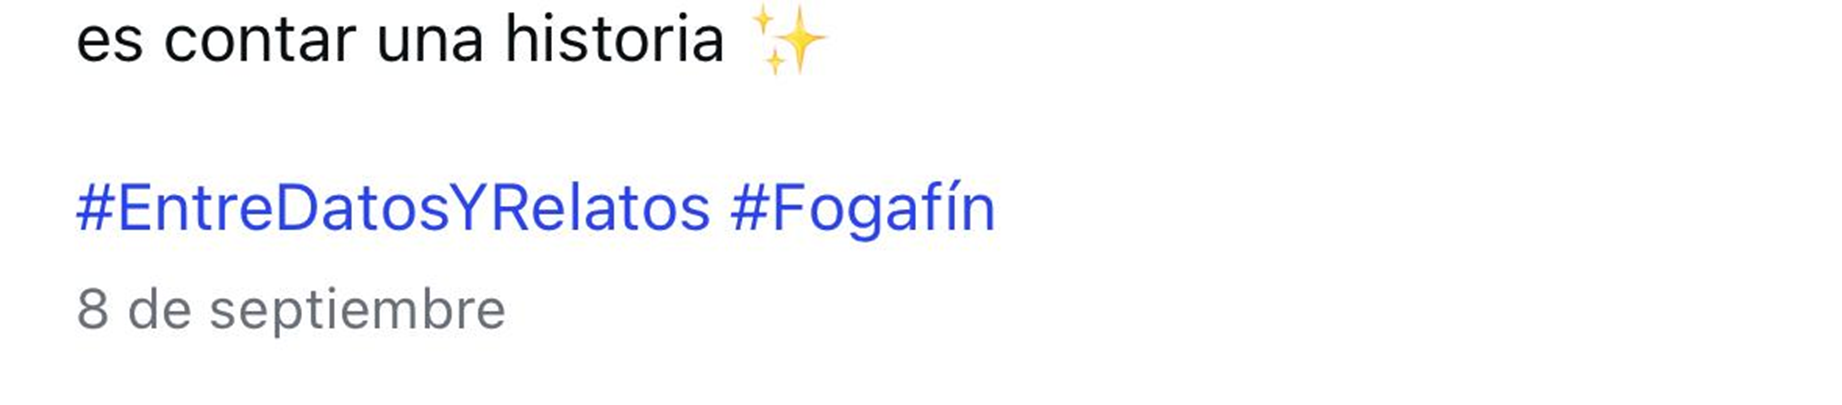 es contar una historia ✨
#EntreDatosYRelatos #Fogafín
8 de septiembre